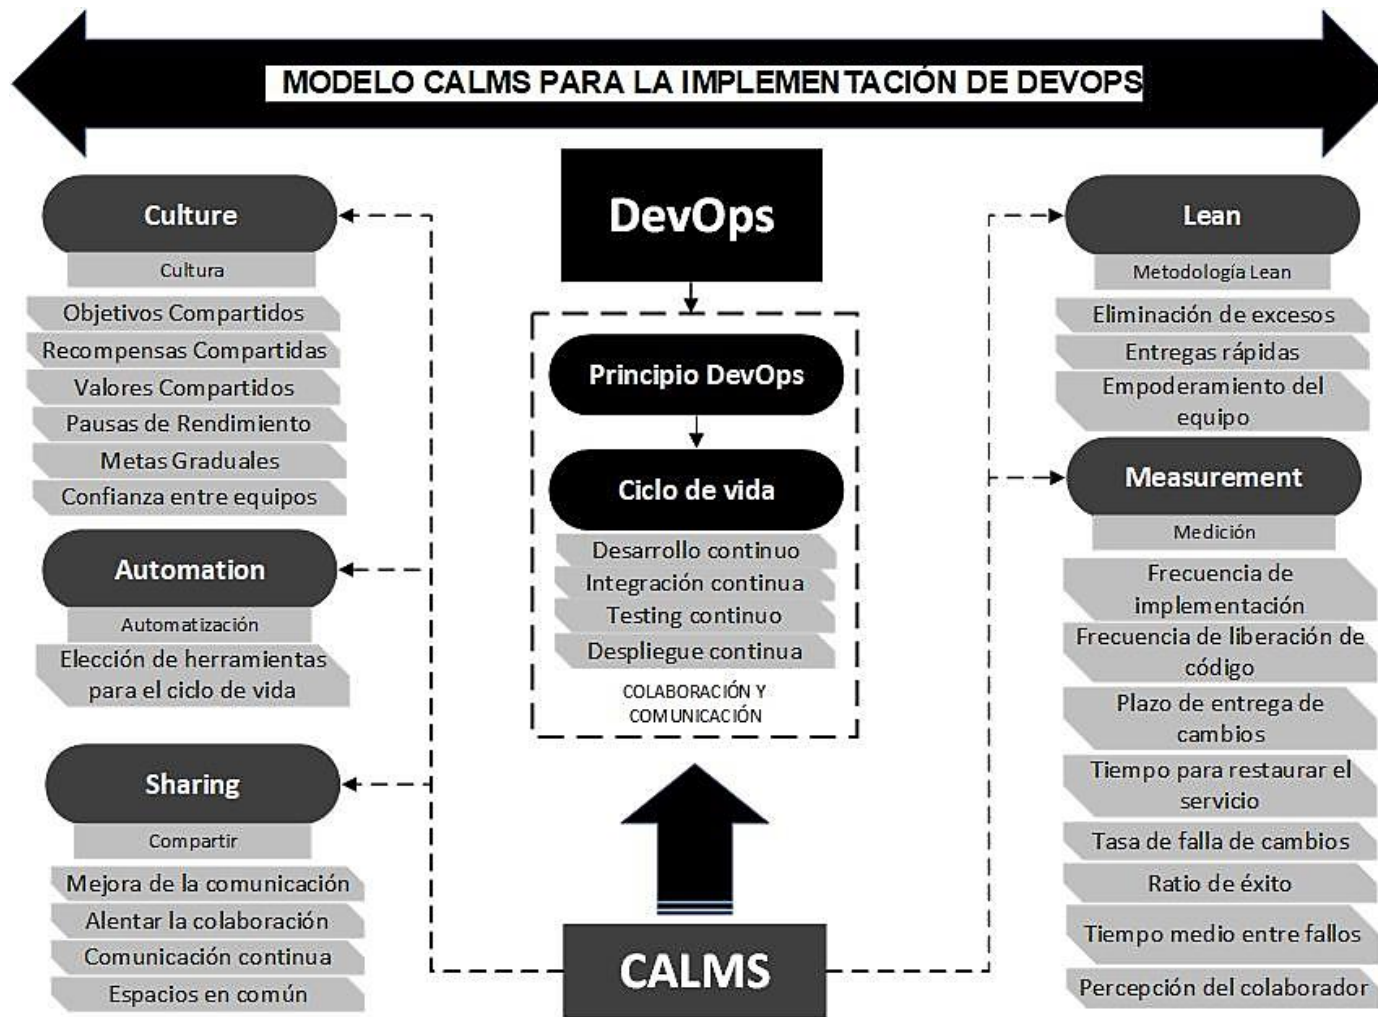 MODELO CALMS PARA LA IMPLEMENTACIÓN DE DEVOPS
Culture
Cultura
Objetivos Compartidos
Recompensas Compartidas
Valores Compartidos
Pausas de Rendimiento
Metas Graduales
Confianza entre equipos
Automation
Automatización
Elección de herramientas
para el ciclo de vida
Sharing
Compartir
Mejora de la comunicación
Alentar la colaboración
Comunicación continua
Espacios en común
DevOps
Principio DevOps
Ciclo de vida
Desarrollo continuo
Integración continua
Testing continuo
Despliegue continua
COLABORACIÓN Y
COMUNICACIÓN
CALMS
Lean
Metodología Lean
Eliminación de excesos
Entregas rápidas
Empoderamiento del
equipo
Measurement
Medición
Frecuencia de
implementación
Frecuencia de liberación de
código
Plazo de entrega de
cambios
Tiempo para restaurar el
servicio
Tasa de falla de cambios
Ratio de éxito
Tiempo medio entre fallos
Percepción del colaborador